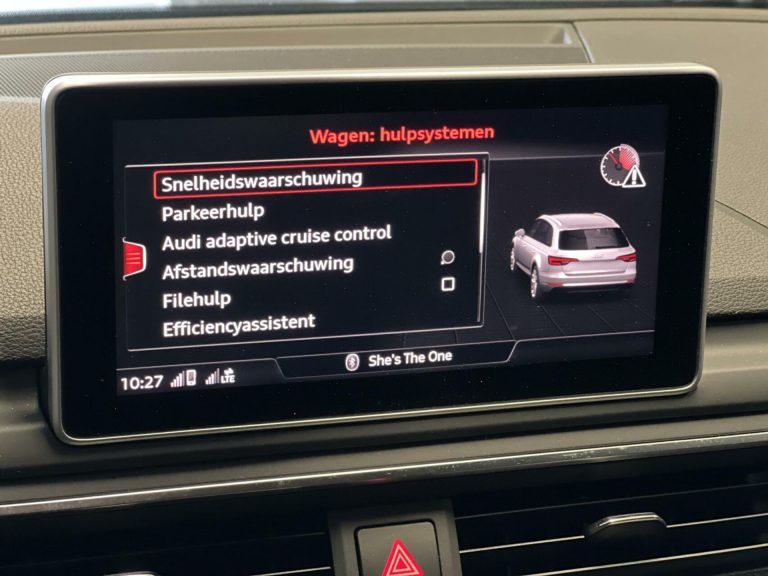 Wagen: hulpsystemen
Snelheidswaarschuwing
Parkeerhulp
Audi adaptive cruise control
Afstandswaarschuwing
Filehulp
Efficiencyassistent
She's The One
10:27
LTE